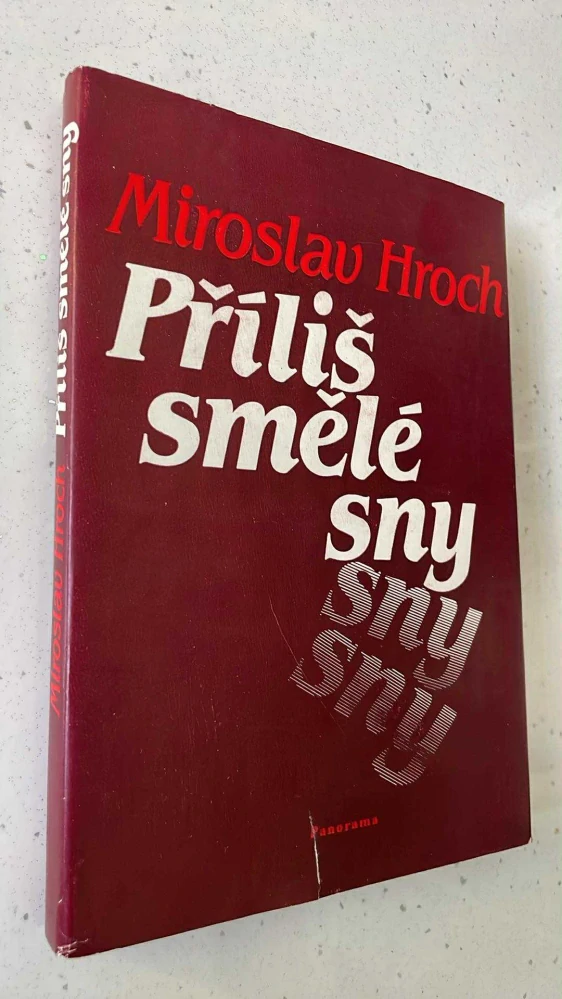 Miroslav Hroch
Příliš
smělé
sny
sny
sny
Panorama
Miroslav Hroch Příliš smělé sny